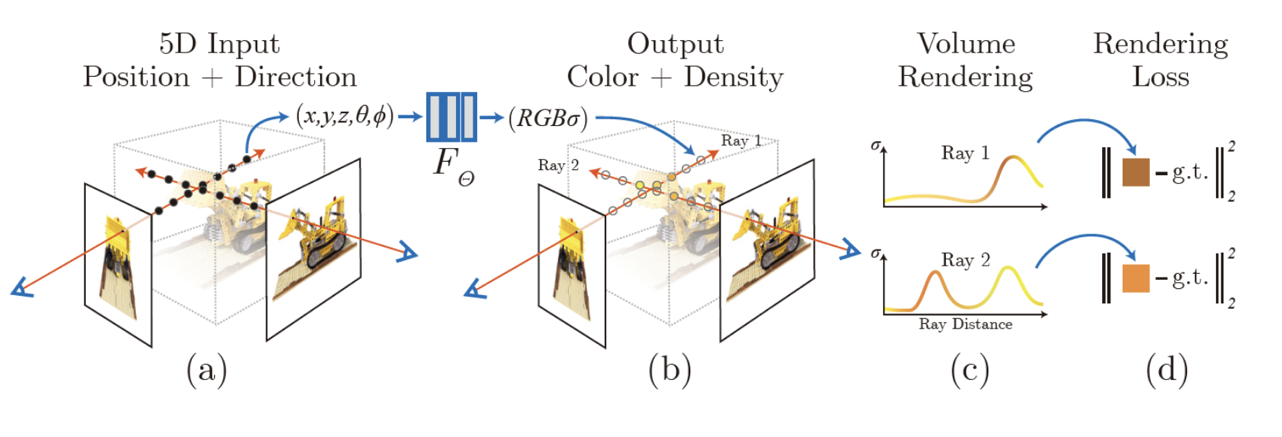 5D Input
Position + Direction
Output
Color + Density
Volume
Rendering
Rendering
Loss
(x,y,z,θ,ϕ)
F_Θ
(RGBσ)
Ray 1
Ray 2
σ
Ray 1
‖ – g.t. ‖²₂
σ
Ray 2
‖ – g.t. ‖²₂
Ray Distance
(a)
(b)
(c)
(d)